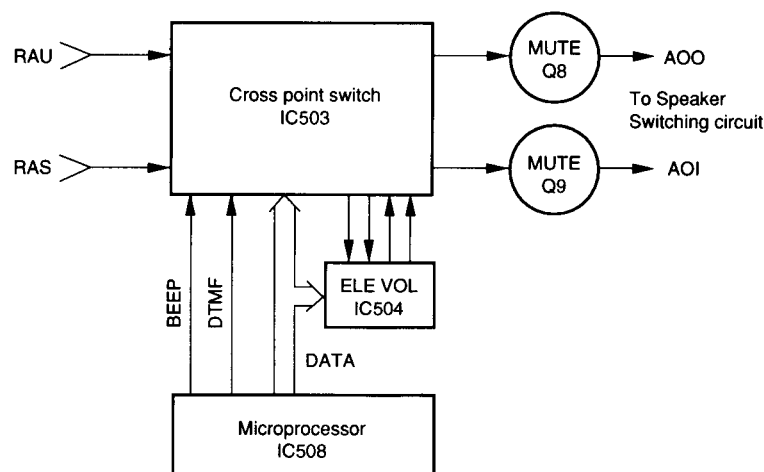 RAU
Cross point switch
IC503
MUTE
Q8
AOO
To Speaker
Switching circuit
RAS
MUTE
Q9
AOI
BEEP
DTMF
ELE VOL
IC504
DATA
Microprocessor
IC508